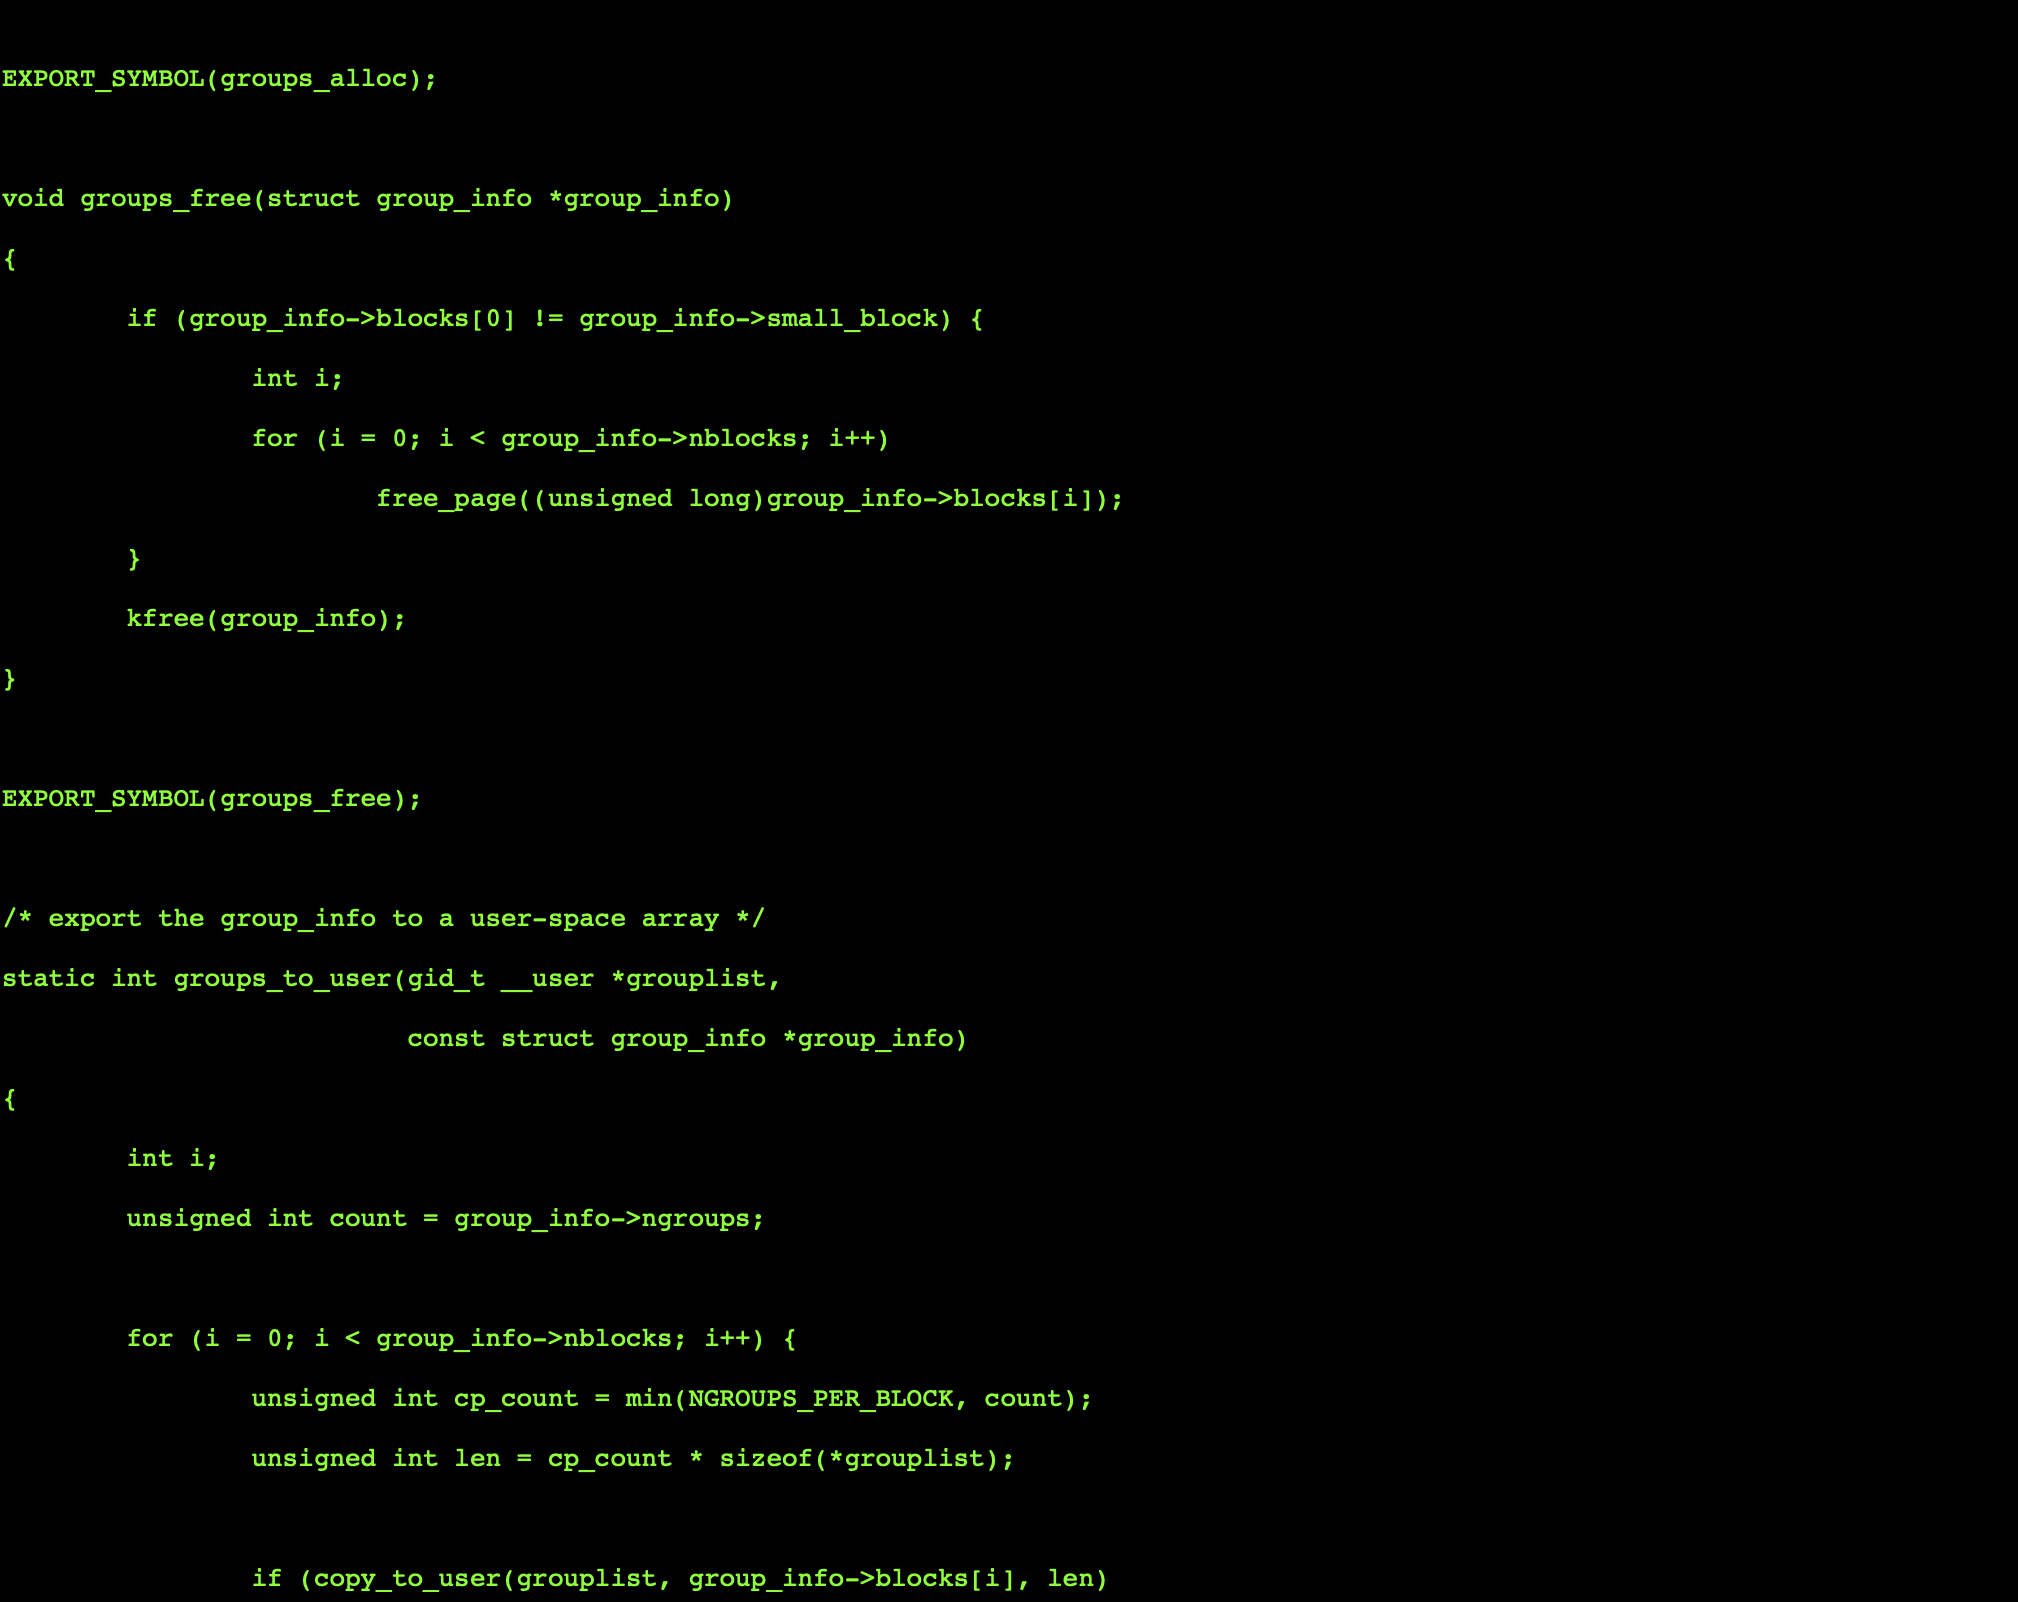 EXPORT_SYMBOL(groups_alloc);
void groups_free(struct group_info *group_info)
{
        if (group_info->blocks[0] != group_info->small_block) {
                int i;
                for (i = 0; i < group_info->nblocks; i++)
                        free_page((unsigned long)group_info->blocks[i]);
        }
        kfree(group_info);
}
EXPORT_SYMBOL(groups_free);
/* export the group_info to a user-space array */
static int groups_to_user(gid_t __user *grouplist,
                          const struct group_info *group_info)
{
        int i;
        unsigned int count = group_info->ngroups;
        for (i = 0; i < group_info->nblocks; i++) {
                unsigned int cp_count = min(NGROUPS_PER_BLOCK, count);
                unsigned int len = cp_count * sizeof(*grouplist);
                if (copy_to_user(grouplist, group_info->blocks[i], len)